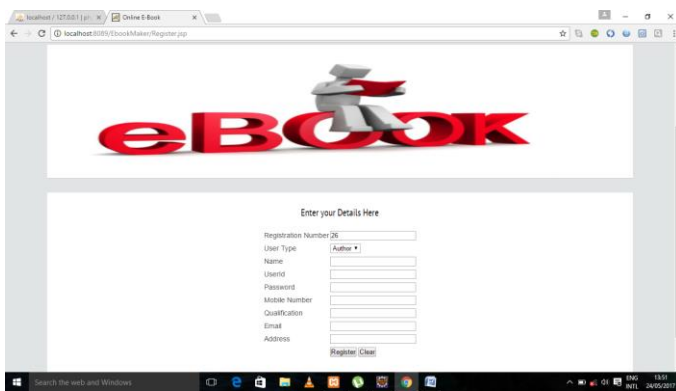 localhost / 127.0.0.1 | ph
Online E-Book
localhost:8089/EbookMaker/Register.jsp
eBOOK
Enter your Details Here
Registration Number 26
User Type Author
Name
UserId
Password
Mobile Number
Qualification
Email
Address
Register Clear
Search the web and Windows
ENG 13:51
INTL 24/05/2017